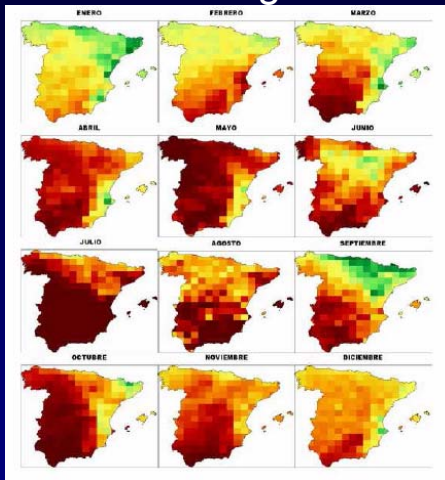 ENERO FEBRERO MARZO
ABRIL MAYO JUNIO
JULIO AGOSTO SEPTIEMBRE
OCTUBRE NOVIEMBRE DICIEMBRE